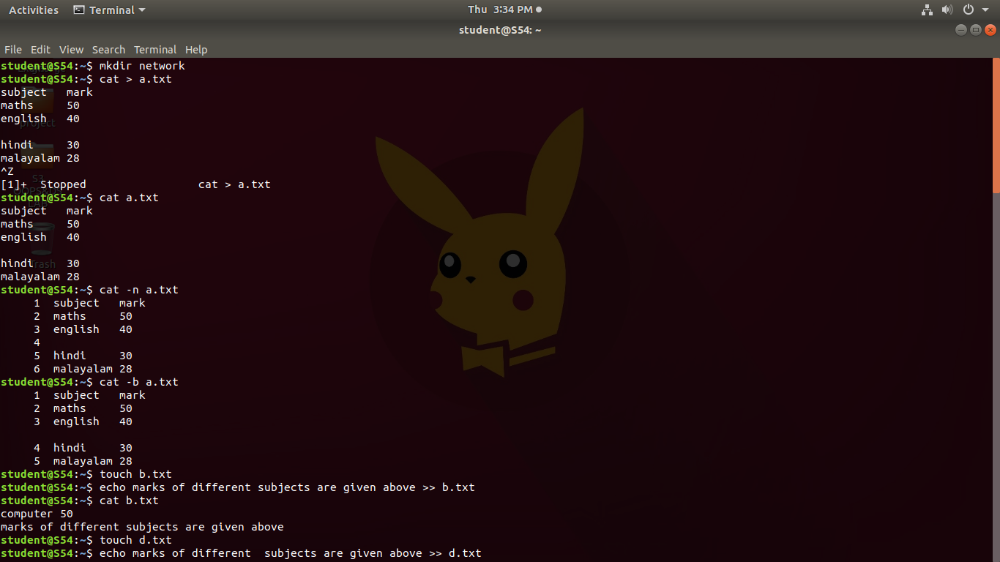 Activities Terminal Thu 3:34 PM
student@S54: ~
File Edit View Search Terminal Help
student@S54:~$ mkdir network
student@S54:~$ cat > a.txt
subject   mark
maths     50
english   40
project
hindi     30
malayalam 28
^Z
S3
[1]+  Stopped                 cat > a.txt
student@S54:~$ cat a.txt
subject   mark
maths     50
english   40
hindi     30
Trash
malayalam 28
student@S54:~$ cat -n a.txt
     1  subject   mark
     2  maths     50
     3  english   40
     4
     5  hindi     30
     6  malayalam 28
student@S54:~$ cat -b a.txt
     1  subject   mark
     2  maths     50
     3  english   40
     4  hindi     30
     5  malayalam 28
student@S54:~$ touch b.txt
student@S54:~$ echo marks of different subjects are given above >> b.txt
student@S54:~$ cat b.txt
computer 50
marks of different subjects are given above
student@S54:~$ touch d.txt
student@S54:~$ echo marks of different  subjects are given above >> d.txt